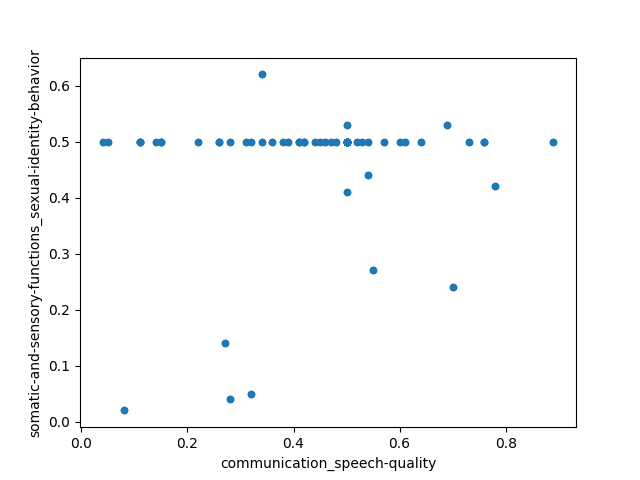 somatic-and-sensory-functions_sexual-identity-behavior
0.6
0.5
0.4
0.3
0.2
0.1
0.0
0.0 0.2 0.4 0.6 0.8
communication_speech-quality